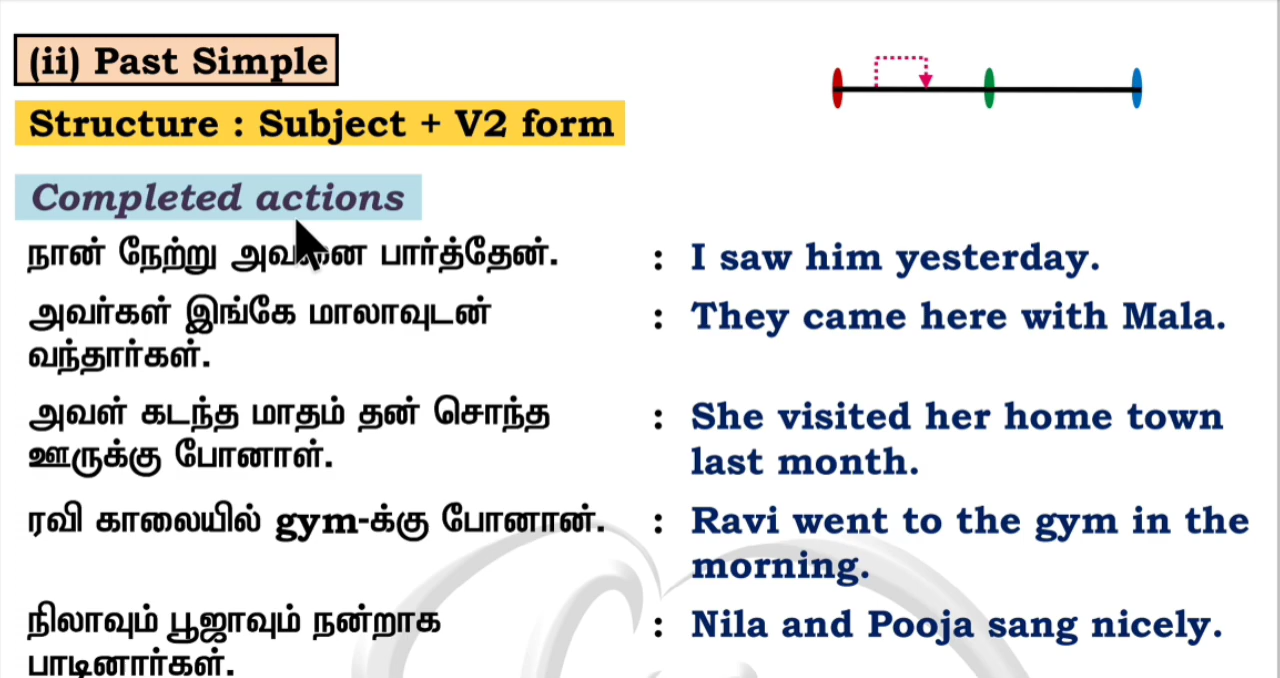 (ii) Past Simple
Structure : Subject + V2 form
Completed actions
நான் நேற்று பார்த்தேன். : I saw him yesterday.
அவர்கள் இங்கே மாலாவுடன் : They came here with Mala.
வந்தார்கள்.
அவள் கடந்த மாதம் தன் சொந்த : She visited her home town
ஊருக்கு போனாள். last month.
ரவி காலையில் gym-க்கு போனான். : Ravi went to the gym in the
morning.
நிலாவும் பூஜாவும் நன்றாக : Nila and Pooja sang nicely.
பாடினார்கள்.